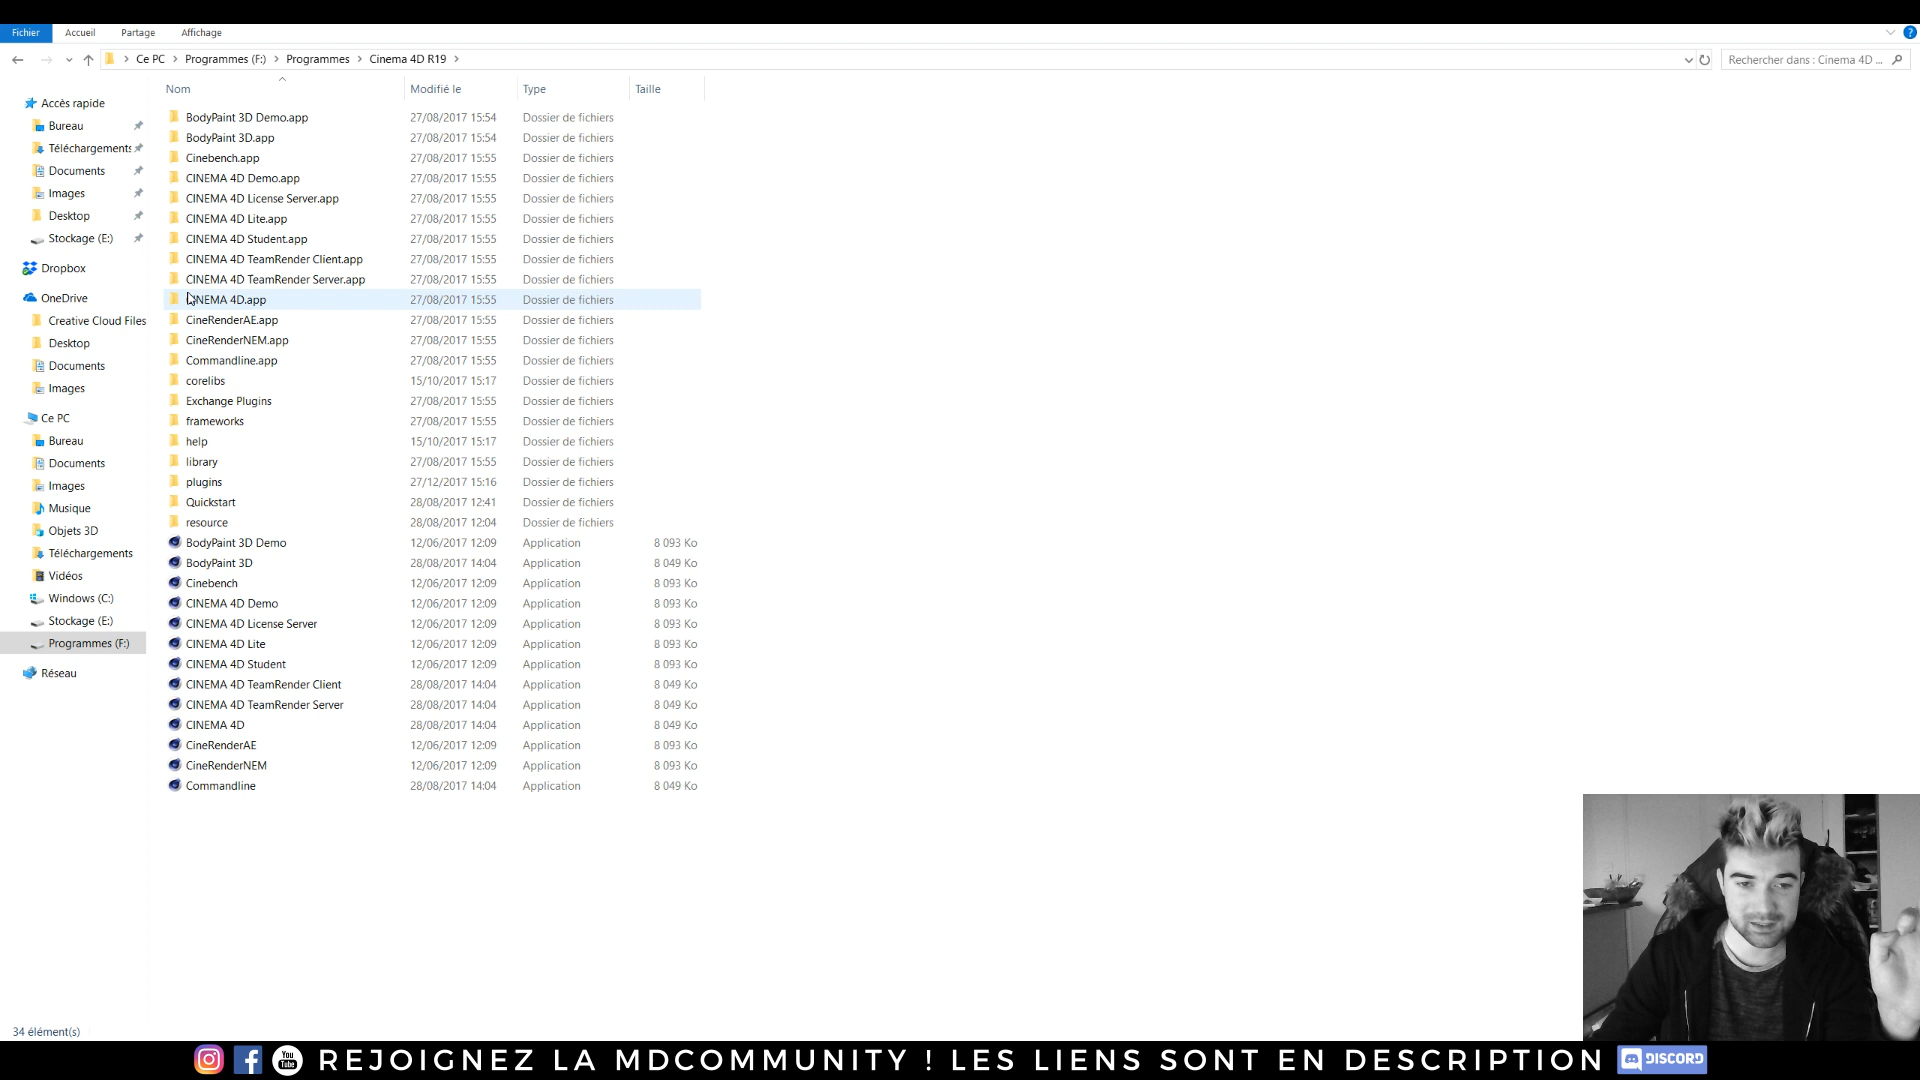 Fichier Accueil Partage Affichage
Ce PC > Programmes (F:) > Programmes > Cinema 4D R19 >
Rechercher dans : Cinema 4D ...
Nom Modifié le Type Taille
Accès rapide
Bureau
Téléchargements
Documents
Images
Desktop
Stockage (E:)
Dropbox
OneDrive
Creative Cloud Files
Desktop
Documents
Images
Ce PC
Bureau
Documents
Images
Musique
Objets 3D
Téléchargements
Vidéos
Windows (C:)
Stockage (E:)
Programmes (F:)
Réseau
BodyPaint 3D Demo.app 27/08/2017 15:54 Dossier de fichiers
BodyPaint 3D.app 27/08/2017 15:54 Dossier de fichiers
Cinebench.app 27/08/2017 15:55 Dossier de fichiers
CINEMA 4D Demo.app 27/08/2017 15:55 Dossier de fichiers
CINEMA 4D License Server.app 27/08/2017 15:55 Dossier de fichiers
CINEMA 4D Lite.app 27/08/2017 15:55 Dossier de fichiers
CINEMA 4D Student.app 27/08/2017 15:55 Dossier de fichiers
CINEMA 4D TeamRender Client.app 27/08/2017 15:55 Dossier de fichiers
CINEMA 4D TeamRender Server.app 27/08/2017 15:55 Dossier de fichiers
CINEMA 4D.app 27/08/2017 15:55 Dossier de fichiers
CineRenderAE.app 27/08/2017 15:55 Dossier de fichiers
CineRenderNEM.app 27/08/2017 15:55 Dossier de fichiers
Commandline.app 27/08/2017 15:55 Dossier de fichiers
corelibs 15/10/2017 15:17 Dossier de fichiers
Exchange Plugins 27/08/2017 15:55 Dossier de fichiers
frameworks 27/08/2017 15:55 Dossier de fichiers
help 15/10/2017 15:17 Dossier de fichiers
library 27/08/2017 15:55 Dossier de fichiers
plugins 27/12/2017 15:16 Dossier de fichiers
Quickstart 28/08/2017 12:41 Dossier de fichiers
resource 28/08/2017 12:04 Dossier de fichiers
BodyPaint 3D Demo 12/06/2017 12:09 Application 8 093 Ko
BodyPaint 3D 28/08/2017 14:04 Application 8 049 Ko
Cinebench 12/06/2017 12:09 Application 8 093 Ko
CINEMA 4D Demo 12/06/2017 12:09 Application 8 093 Ko
CINEMA 4D License Server 12/06/2017 12:09 Application 8 093 Ko
CINEMA 4D Lite 12/06/2017 12:09 Application 8 093 Ko
CINEMA 4D Student 12/06/2017 12:09 Application 8 093 Ko
CINEMA 4D TeamRender Client 28/08/2017 14:04 Application 8 049 Ko
CINEMA 4D TeamRender Server 28/08/2017 14:04 Application 8 049 Ko
CINEMA 4D 28/08/2017 14:04 Application 8 049 Ko
CineRenderAE 12/06/2017 12:09 Application 8 093 Ko
CineRenderNEM 12/06/2017 12:09 Application 8 093 Ko
Commandline 28/08/2017 14:04 Application 8 049 Ko
34 élément(s)
You Tube REJOIGNEZ LA MDCOMMUNITY ! LES LIENS SONT EN DESCRIPTION DISCORD